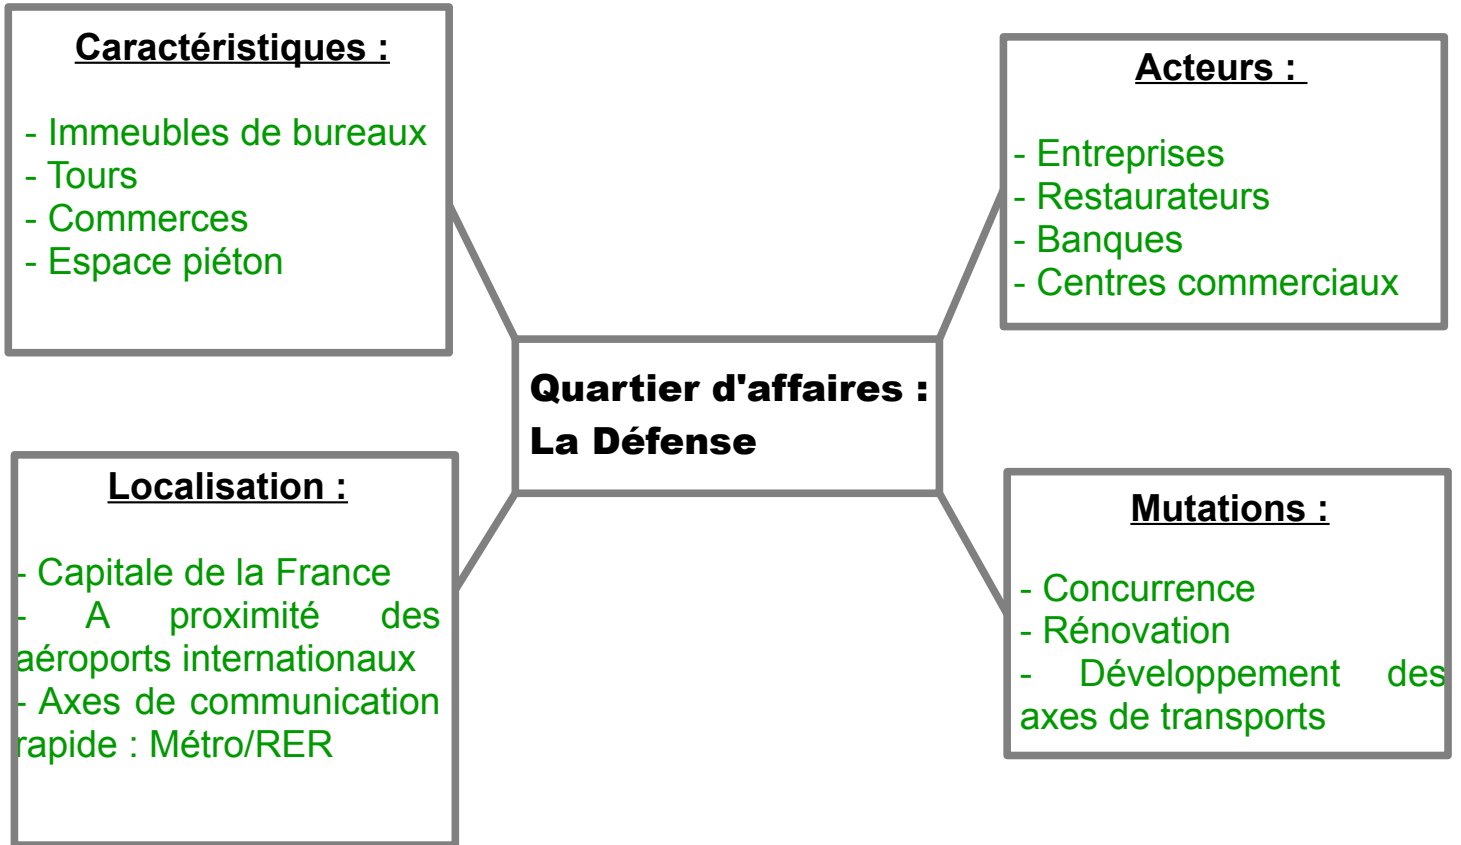 Caractéristiques :
- Immeubles de bureaux
- Tours
- Commerces
- Espace piéton
Acteurs :
- Entreprises
- Restaurateurs
- Banques
- Centres commerciaux
Quartier d'affaires :
La Défense
Localisation :
- Capitale de la France
- A proximité des
aéroports internationaux
- Axes de communication
rapide : Métro/RER
Mutations :
- Concurrence
- Rénovation
- Développement des
axes de transports